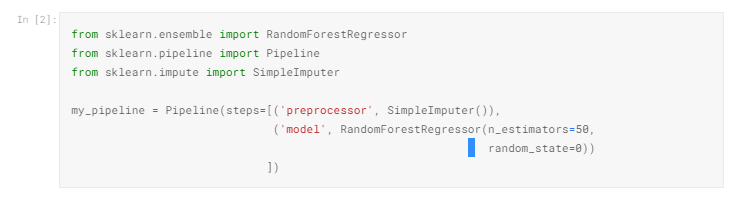 In [2]:
from sklearn.ensemble import RandomForestRegressor
from sklearn.pipeline import Pipeline
from sklearn.impute import SimpleImputer

my_pipeline = Pipeline(steps=[('preprocessor', SimpleImputer()),
                              ('model', RandomForestRegressor(n_estimators=50,
                                                              random_state=0))
                             ])